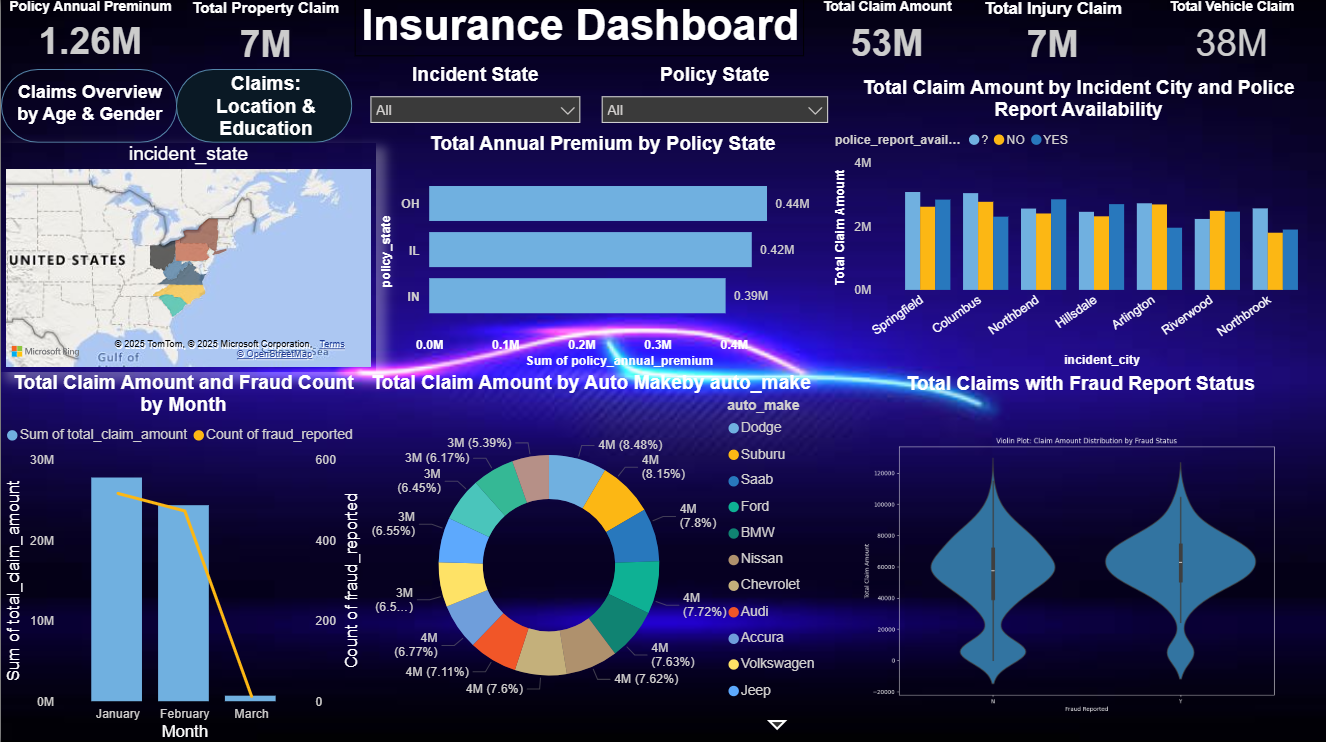 Policy Annual Preminum
1.26M
Total Property Claim
7M
Insurance Dashboard
Total Claim Amount
53M
Total Injury Claim
7M
Total Vehicle Claim
38M
Claims Overview
by Age & Gender
Claims:
Location &
Education
Incident State
All
Policy State
All
incident_state
UNITED STATES
Gulf of
Microsoft Bing
© 2025 TomTom, © 2025 Microsoft Corporation, Terms
© OpenStreetMap
Total Annual Premium by Policy State
policy_state
OH
0.44M
IL
0.42M
IN
0.39M
0.0M
0.1M
0.2M
0.3M
0.4M
Sum of policy_annual_premium
Total Claim Amount by Incident City and Police
Report Availability
police_report_avail...
?
NO
YES
Total Claim Amount
4M
2M
0M
Springfield
Columbus
Northbend
Hillsdale
Arlington
Riverwood
Northbrook
incident_city
Total Claim Amount and Fraud Count
by Month
Sum of total_claim_amount
Count of fraud_reported
Sum of total_claim_amount
30M
20M
10M
0M
600
400
200
0
Count of fraud_reported
January
February
March
Month
Total Claim Amount by Auto Makeby auto_make
4M (8.48%)
4M
(8.15%)
4M
(7.8%)
4M
(7.72%)
4M
(7.63%)
4M (7.62%)
4M (7.6%)
4M (7.11%)
4M
(6.77%)
3M
(6.5...)
3M
(6.55%)
3M
(6.45%)
3M (6.17%)
3M (5.39%)
auto_make
Dodge
Suburu
Saab
Ford
BMW
Nissan
Chevrolet
Audi
Accura
Volkswagen
Jeep
Total Claims with Fraud Report Status
Violin Plot: Claim Amount Distribution by Fraud Status
Total Claim Amount
120000
100000
80000
60000
40000
20000
0
−20000
N
Y
Fraud Reported